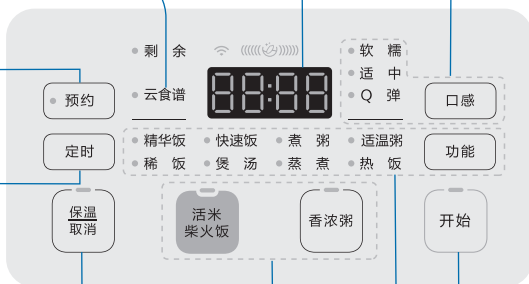 剩 余
软 糯
适 中
预约
云食谱
88:88
Q 弹
口感
定时
精华饭 快速饭 煮 粥 适温粥
稀 饭 煲 汤 蒸 煮 热 饭
功能
保温
取消
活米
柴火饭
香浓粥
开始